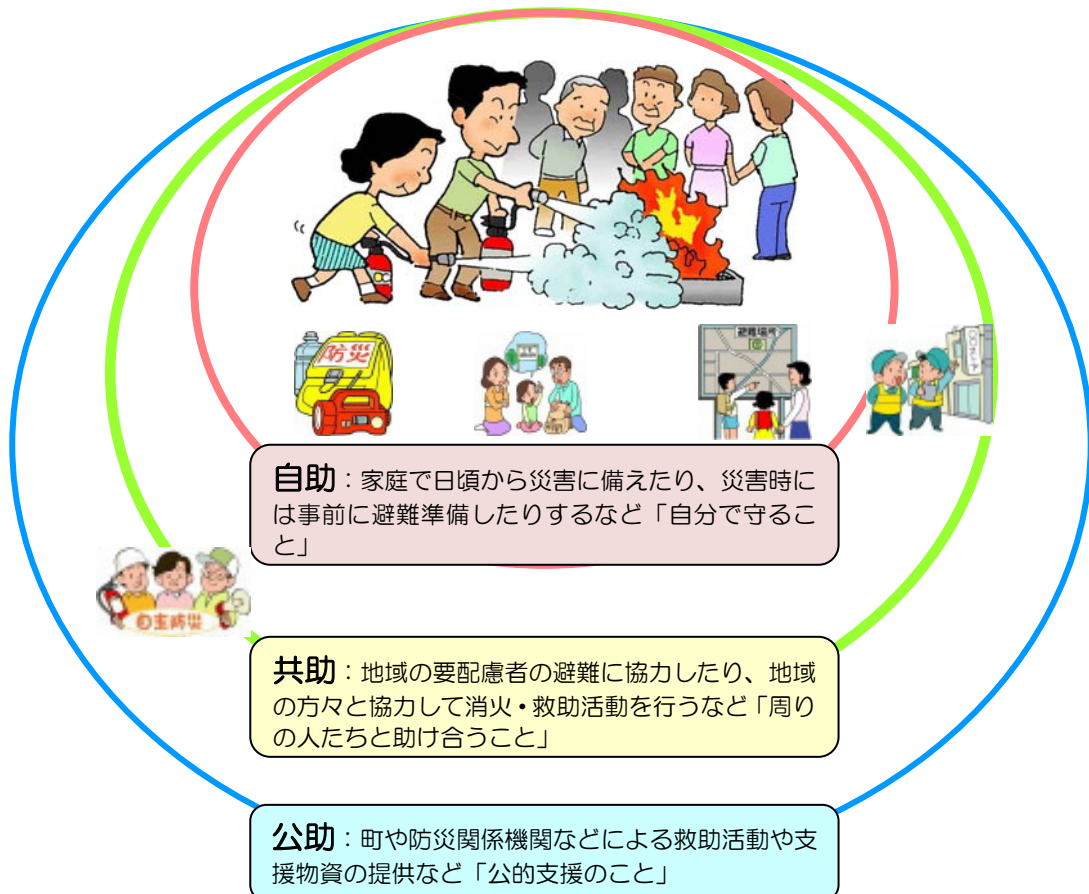 防災
避難場所
自主防災
自助：家庭で日頃から災害に備えたり、災害時に
は事前に避難準備したりするなど「自分で守るこ
と」
共助：地域の要配慮者の避難に協力したり、地域
の方々と協力して消火・救助活動を行うなど「周り
の人たちと助け合うこと」
公助：町や防災関係機関などによる救助活動や支
援物資の提供など「公的支援のこと」